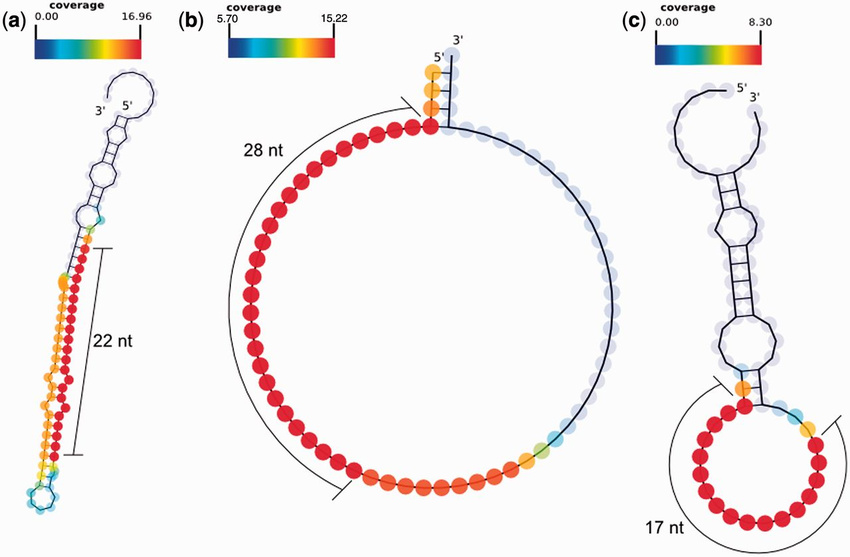 (a)
coverage
0.00 16.96
3'
5'
22 nt
(b)
coverage
5.70 15.22
3'
5'
28 nt
(c)
coverage
0.00 8.30
5'
3'
17 nt